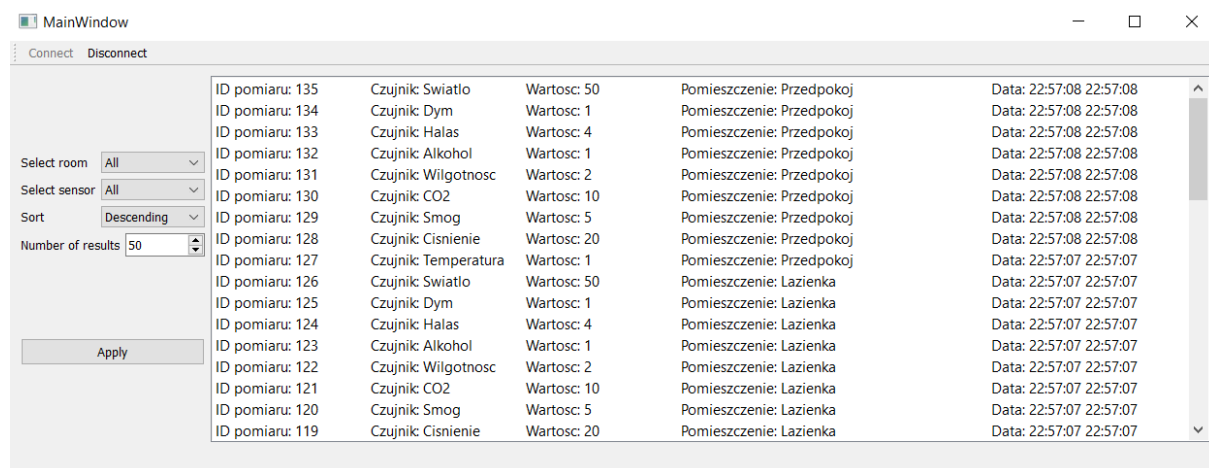 MainWindow
Connect Disconnect
Select room All
Select sensor All
Sort Descending
Number of results 50
Apply
ID pomiaru: 135 Czujnik: Swiatlo Wartosc: 50 Pomieszczenie: Przedpokoj Data: 22:57:08 22:57:08
ID pomiaru: 134 Czujnik: Dym Wartosc: 1 Pomieszczenie: Przedpokoj Data: 22:57:08 22:57:08
ID pomiaru: 133 Czujnik: Halas Wartosc: 4 Pomieszczenie: Przedpokoj Data: 22:57:08 22:57:08
ID pomiaru: 132 Czujnik: Alkohol Wartosc: 1 Pomieszczenie: Przedpokoj Data: 22:57:08 22:57:08
ID pomiaru: 131 Czujnik: Wilgotnosc Wartosc: 2 Pomieszczenie: Przedpokoj Data: 22:57:08 22:57:08
ID pomiaru: 130 Czujnik: CO2 Wartosc: 10 Pomieszczenie: Przedpokoj Data: 22:57:08 22:57:08
ID pomiaru: 129 Czujnik: Smog Wartosc: 5 Pomieszczenie: Przedpokoj Data: 22:57:08 22:57:08
ID pomiaru: 128 Czujnik: Cisnienie Wartosc: 20 Pomieszczenie: Przedpokoj Data: 22:57:08 22:57:08
ID pomiaru: 127 Czujnik: Temperatura Wartosc: 1 Pomieszczenie: Przedpokoj Data: 22:57:07 22:57:07
ID pomiaru: 126 Czujnik: Swiatlo Wartosc: 50 Pomieszczenie: Lazienka Data: 22:57:07 22:57:07
ID pomiaru: 125 Czujnik: Dym Wartosc: 1 Pomieszczenie: Lazienka Data: 22:57:07 22:57:07
ID pomiaru: 124 Czujnik: Halas Wartosc: 4 Pomieszczenie: Lazienka Data: 22:57:07 22:57:07
ID pomiaru: 123 Czujnik: Alkohol Wartosc: 1 Pomieszczenie: Lazienka Data: 22:57:07 22:57:07
ID pomiaru: 122 Czujnik: Wilgotnosc Wartosc: 2 Pomieszczenie: Lazienka Data: 22:57:07 22:57:07
ID pomiaru: 121 Czujnik: CO2 Wartosc: 10 Pomieszczenie: Lazienka Data: 22:57:07 22:57:07
ID pomiaru: 120 Czujnik: Smog Wartosc: 5 Pomieszczenie: Lazienka Data: 22:57:07 22:57:07
ID pomiaru: 119 Czujnik: Cisnienie Wartosc: 20 Pomieszczenie: Lazienka Data: 22:57:07 22:57:07